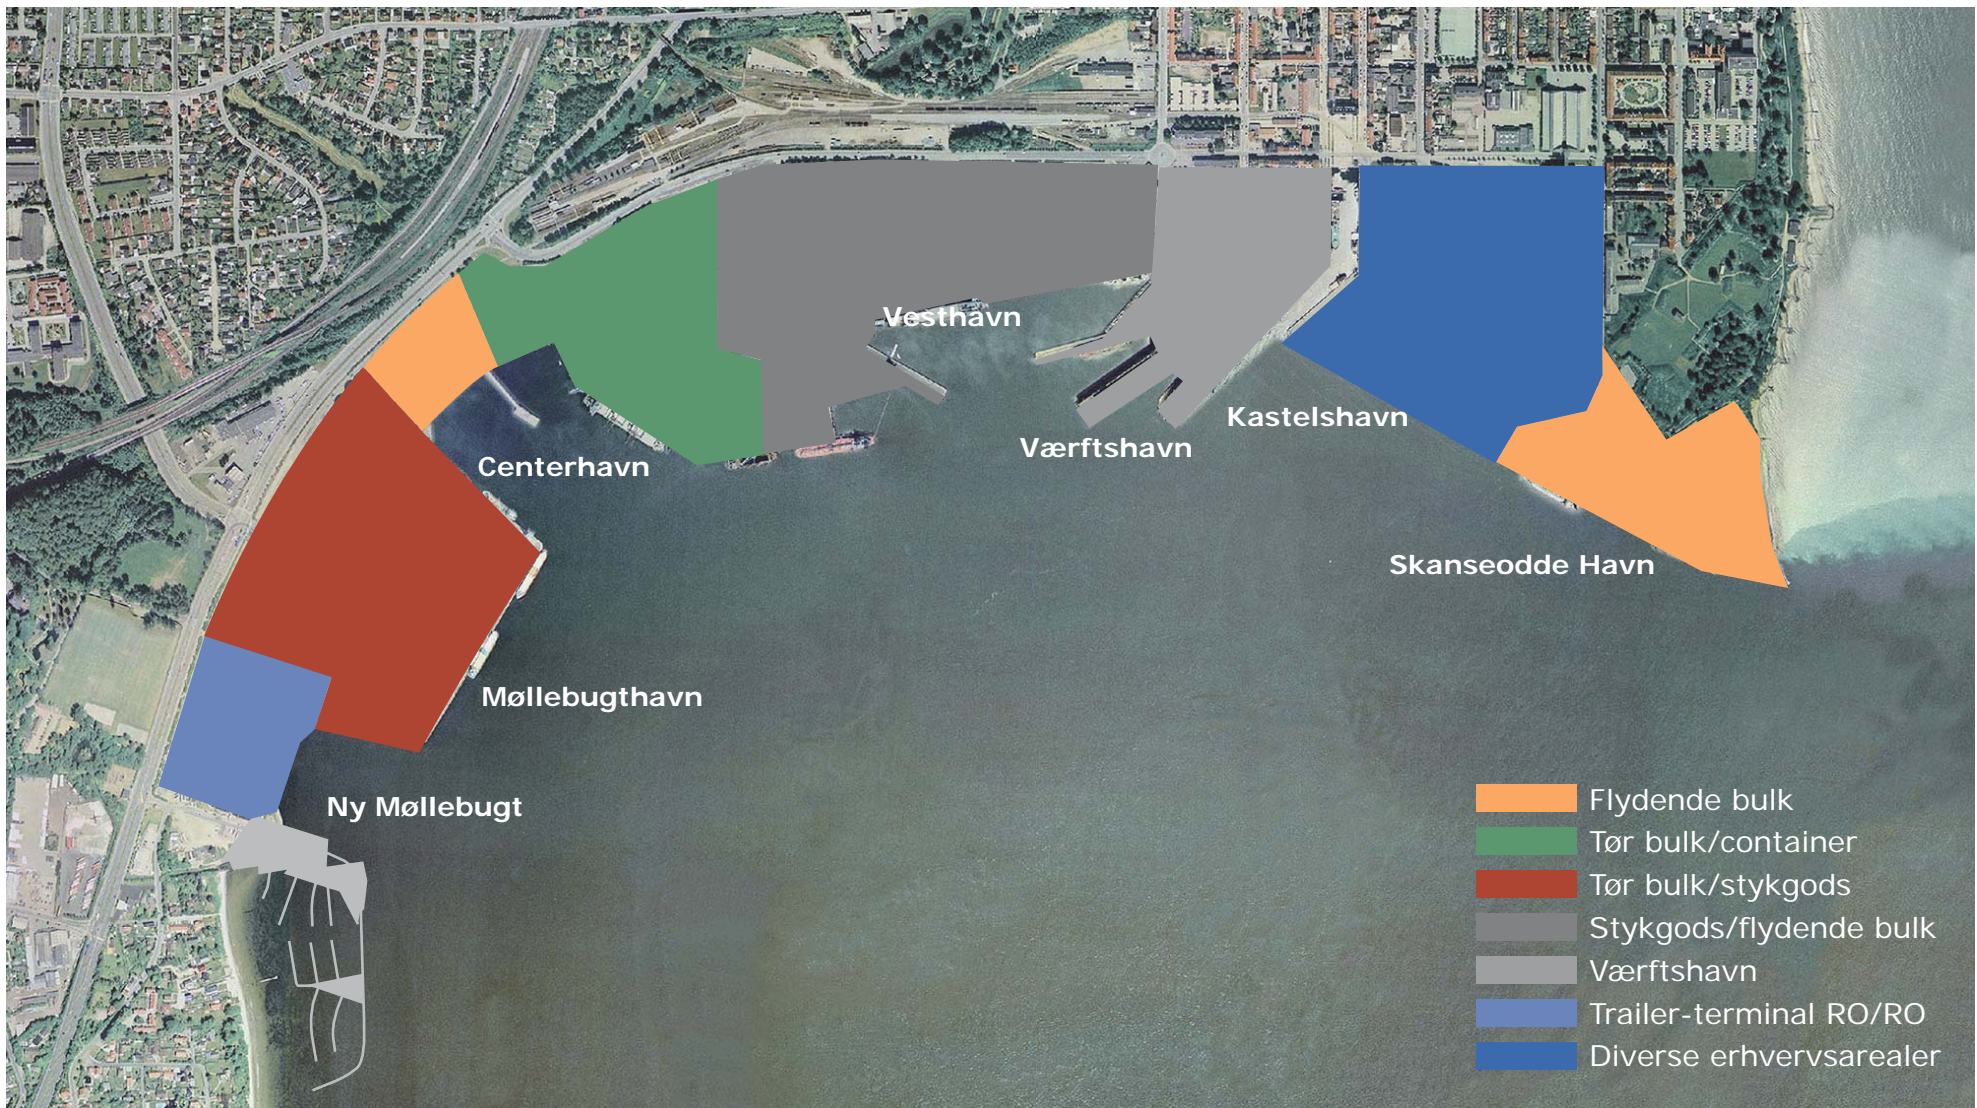 Vesthavn
Kastelshavn
Værftshavn
Centerhavn
Skanseodde Havn
Møllebugthavn
Ny Møllebugt
Flydende bulk
Tør bulk/container
Tør bulk/stykgods
Stykgods/flydende bulk
Værftshavn
Trailer-terminal RO/RO
Diverse erhvervsarealer